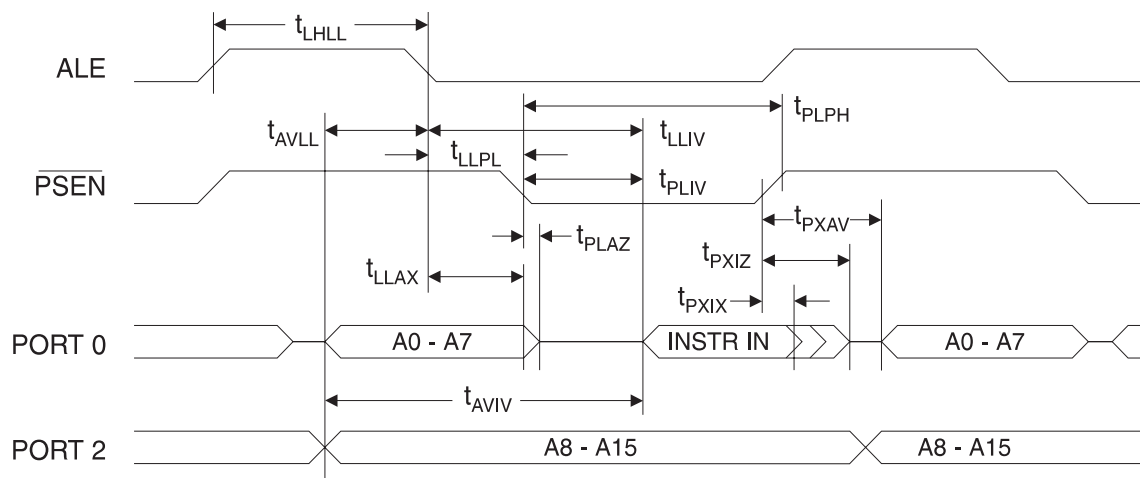 tLHLL
ALE
tPLPH
tAVLL
tLLIV
tLLPL
PSEN
tPLIV
tPXAV
tPLAZ
tPXIZ
tLLAX
tPXIX
PORT 0
A0 - A7
INSTR IN
A0 - A7
tAVIV
PORT 2
A8 - A15
A8 - A15